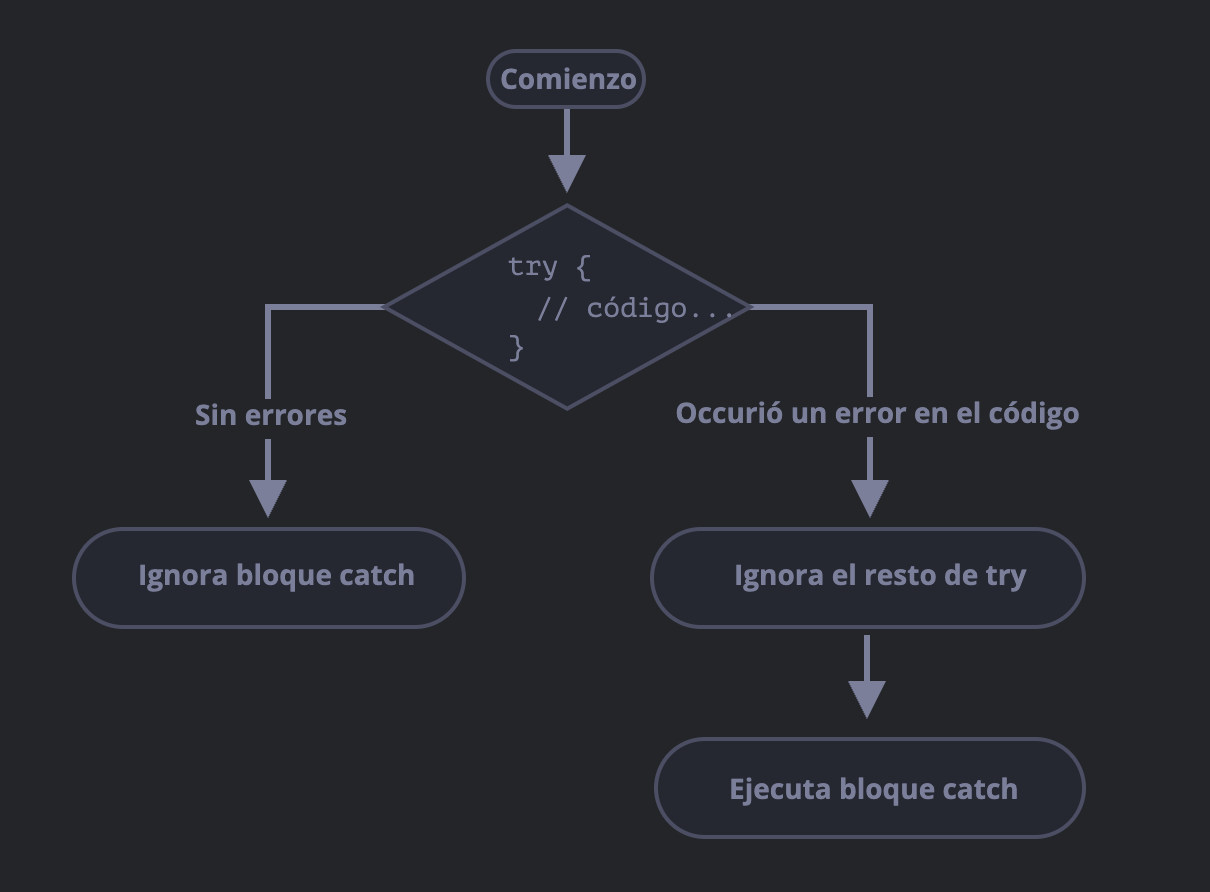 Comienzo
try {
// código...
}
Sin errores
Occurió un error en el código
Ignora bloque catch
Ignora el resto de try
Ejecuta bloque catch